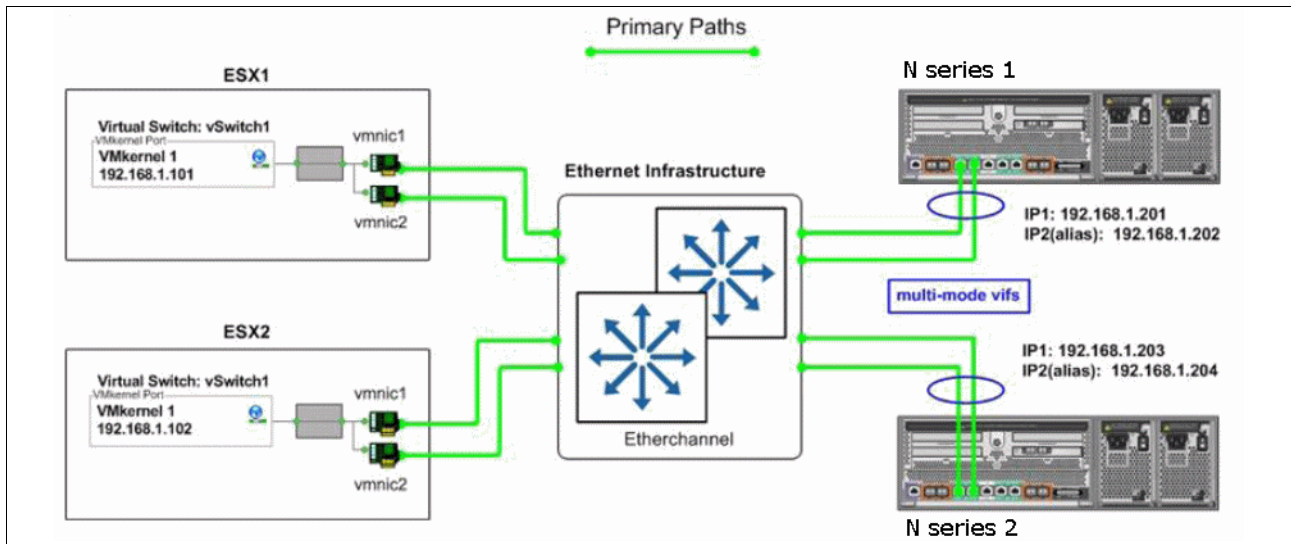 Primary Paths
ESX1
Virtual Switch: vSwitch1
VMkernel Port
VMkernel 1
192.168.1.101
vmnic1
vmnic2
ESX2
Virtual Switch: vSwitch1
VMkernel Port
VMkernel 1
192.168.1.102
vmnic1
vmnic2
Ethernet Infrastructure
Etherchannel
N series 1
IP1: 192.168.1.201
IP2(alias): 192.168.1.202
multi-mode vifs
IP1: 192.168.1.203
IP2(alias): 192.168.1.204
N series 2